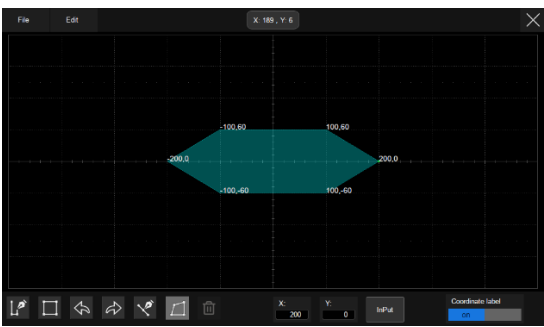 File Edit X: 189 , Y: 6
-100,60 100,60
-200,0 200,0
-100,-60 100,-60
X: Y: Coordinate label
200 0 InPut on